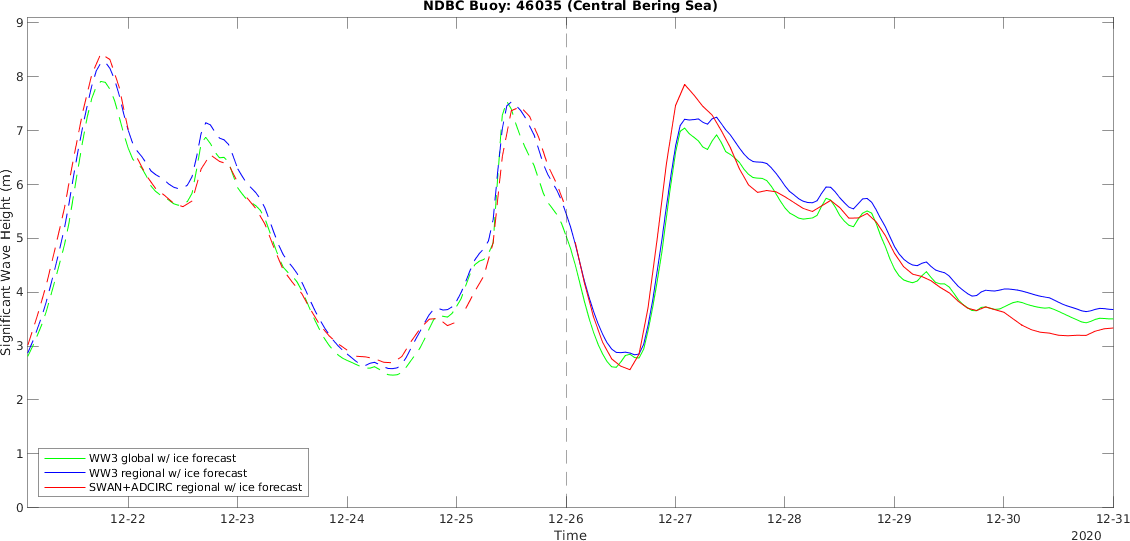 NDBC Buoy: 46035 (Central Bering Sea)
Significant Wave Height (m)
9
8
7
6
5
4
3
2
1
0
WW3 global w/ ice forecast
WW3 regional w/ ice forecast
SWAN+ADCIRC regional w/ ice forecast
12-22 12-23 12-24 12-25 12-26 12-27 12-28 12-29 12-30 12-31
Time
2020